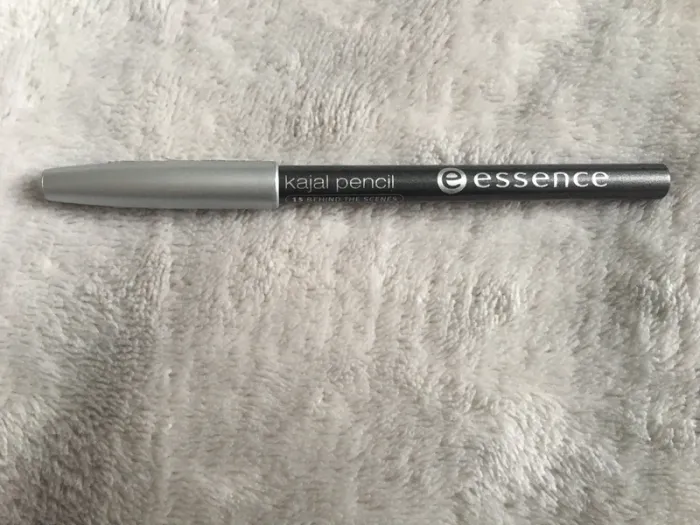 kajal pencil e essence
15 BEHIND THE SCENES